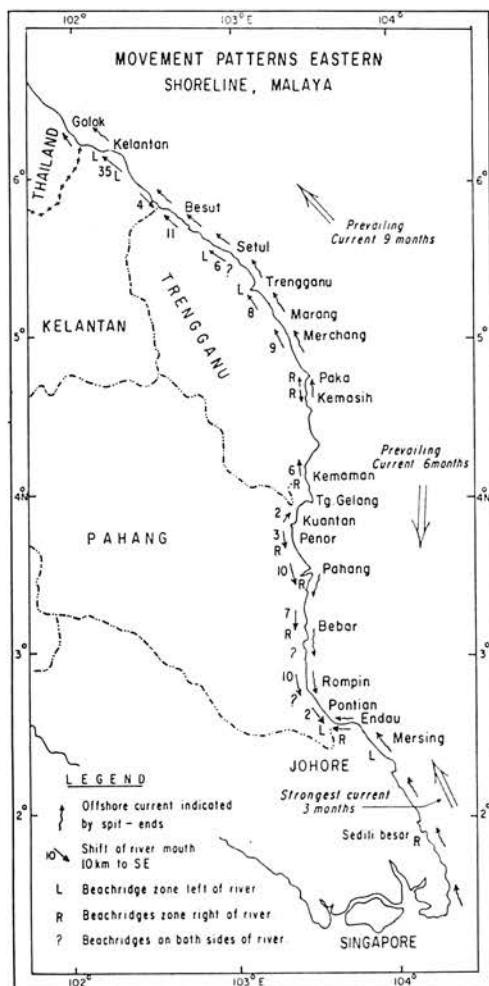 102°
103°
104°
MOVEMENT PATTERNS EASTERN
SHORELINE, MALAYA
Golok
Kelantan
THAILAND
L
35 L
6°
4
Besut
11
Prevailing
Current 9 months
Setul
L 6 ?
Trengganu
L
8
Marang
TRENGGANU
KELANTAN
Merchang
9
5°
R
R
Paka
Kemasih
Prevailing
Current 6 months
6
R
Kemaman
4°
Tg. Gelang
2
Kuantan
3
R
Penor
PAHANG
10
R
Pahang
7
R
Bebar
?
3°
10
?
Rompin
Pontian
2
L
Endau
R
L
Mersing
JOHORE
LEGEND
Offshore current indicated
by spit-ends
10 Shift of river mouth
10km to SE
L Beachridge zone left of river
R Beachridges zone right of river
? Beachridges on both sides of river
Strongest current
3 months
2°
Sedili besar
R
SINGAPORE
102°
103°
104°